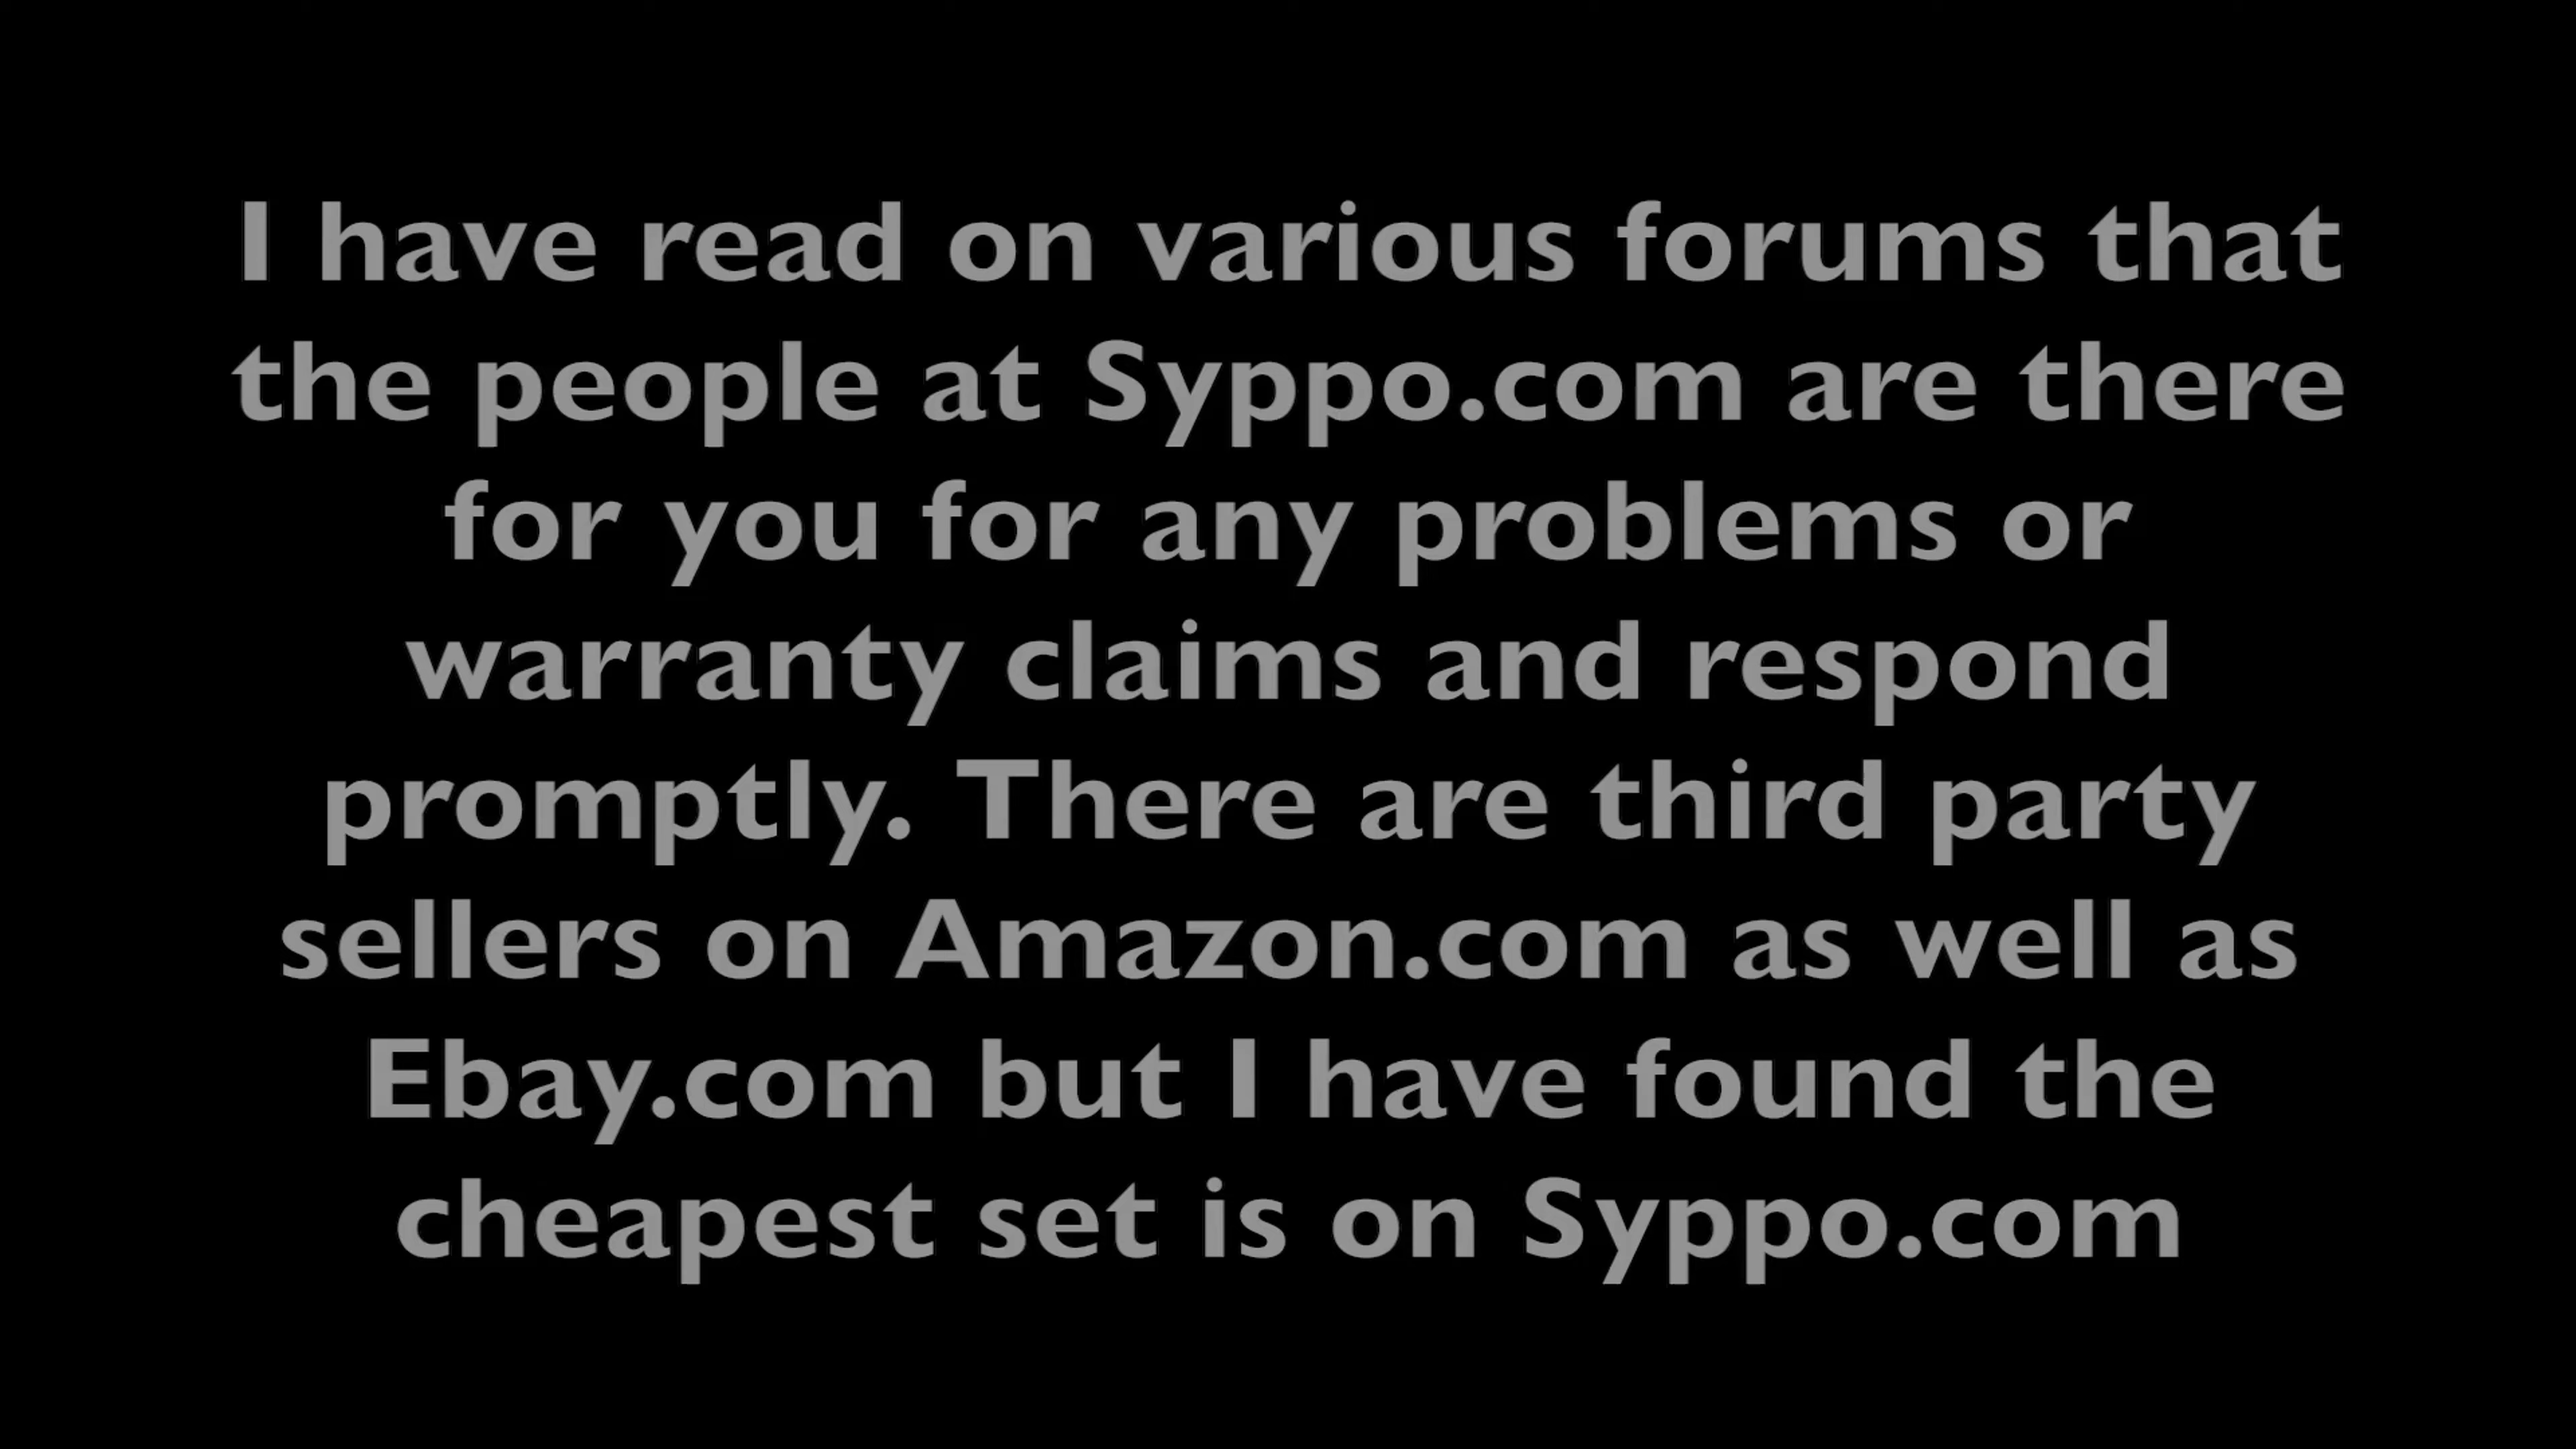 I have read on various forums that
the people at Syppo.com are there
for you for any problems or
warranty claims and respond
promptly. There are third party
sellers on Amazon.com as well as
Ebay.com but I have found the
cheapest set is on Syppo.com